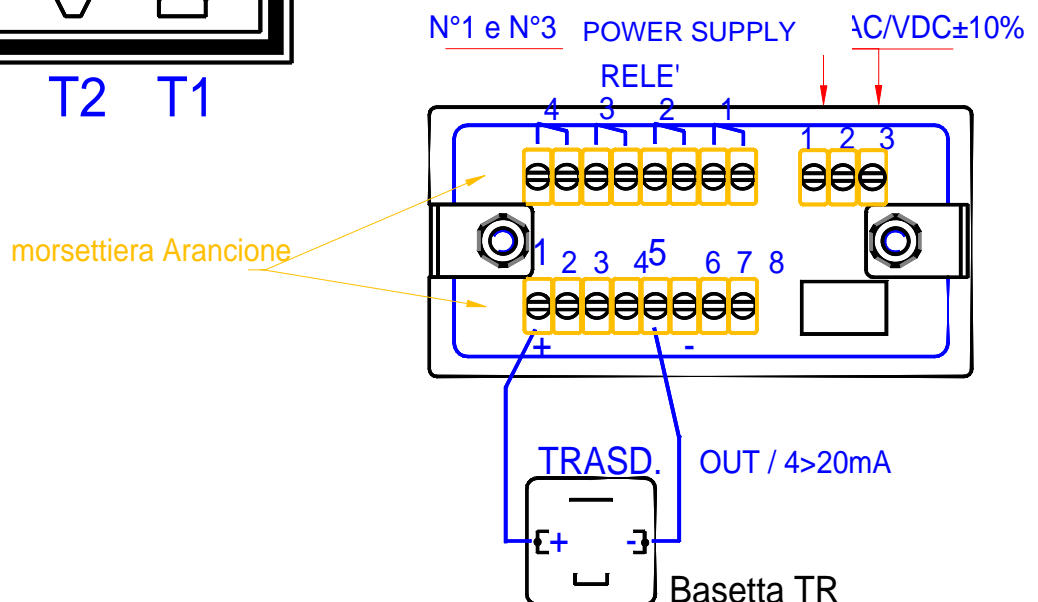 N°1 e N°3 POWER SUPPLY AC/VDC±10%
T2 T1
RELE'
4 3 2 1
1 2 3
morsettiera Arancione
1 2 3 4 5 6 7 8
+ -
TRASD. OUT / 4>20mA
+ -
Basetta TR